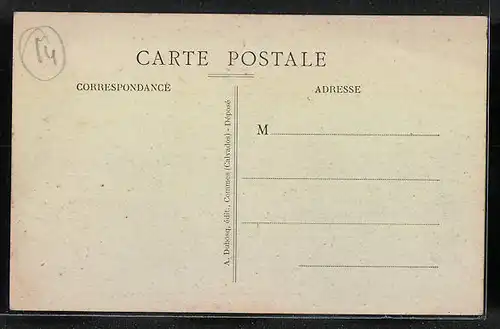 14
CARTE POSTALE
CORRESPONDANCE
ADRESSE
M
A. Dubosq, édit., Commes (Calvados) - Déposé